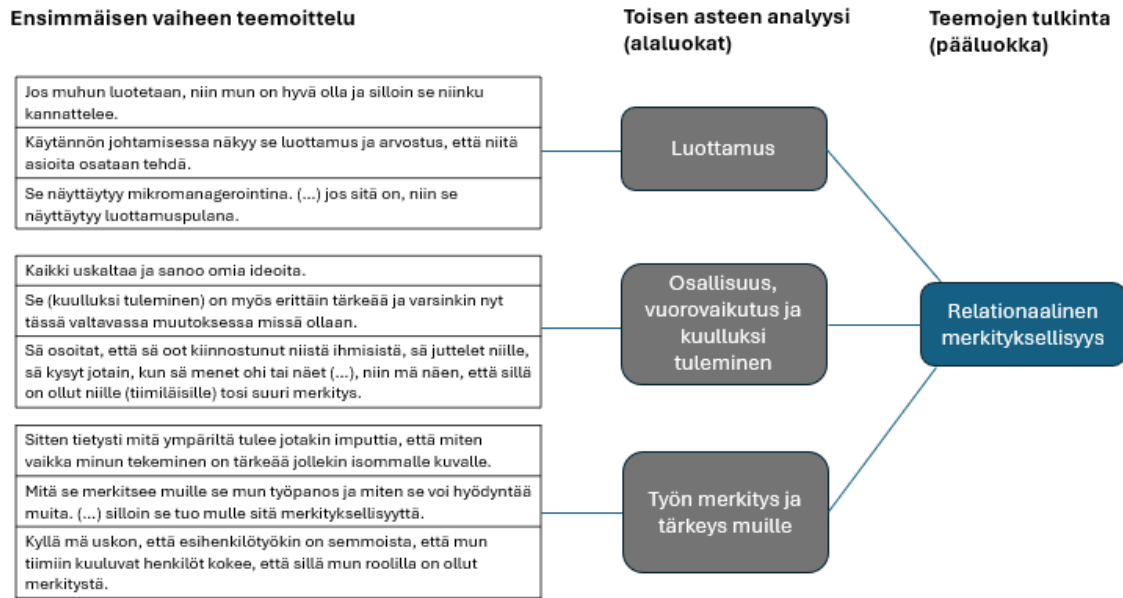 Ensimmäisen vaiheen teemoittelu
Toisen asteen analyysi
(alaluokat)
Teemojen tulkinta
(pääluokka)
Jos muhun luotetaan, niin mun on hyvä olla ja silloin se niinku
kannattelee.
Käytännön johtamisessa näkyy se luottamus ja arvostus, että niitä
asioita osataan tehdä.
Se näyttäytyy mikromanagerointina. (...) jos sitä on, niin se
näyttäytyy luottamuspulana.
Luottamus
Kaikki uskaltaa ja sanoo omia ideoita.
Se (kuulluksi tuleminen) on myös erittäin tärkeää ja varsinkin nyt
tässä valtavassa muutoksessa missä ollaan.
Sä osoitat, että sä oot kiinnostunut niistä ihmisistä, sä juttelet niille,
sä kysyt jotain, kun sä menet ohi tai näet (...), niin mä näen, että sillä
on ollut niille (tiimiläisille) tosi suuri merkitys.
Osallisuus,
vuorovaikutus ja
kuulluksi
tuleminen
Relationaalinen
merkityksellisyys
Sitten tietysti mitä ympäriltä tulee jotakin imputtia, että miten
vaikka minun tekeminen on tärkeää jollekin isommalle kuvalle.
Mitä se merkitsee muille se mun työpanos ja miten se voi hyödyntää
muita. (...) silloin se tuo mulle sitä merkityksellisyyttä.
Kyllä mä uskon, että esihenkilötyökin on semmoista, että mun
tiimiin kuuluvat henkilöt kokee, että sillä mun roolilla on ollut
merkitystä.
Työn merkitys ja
tärkeys muille